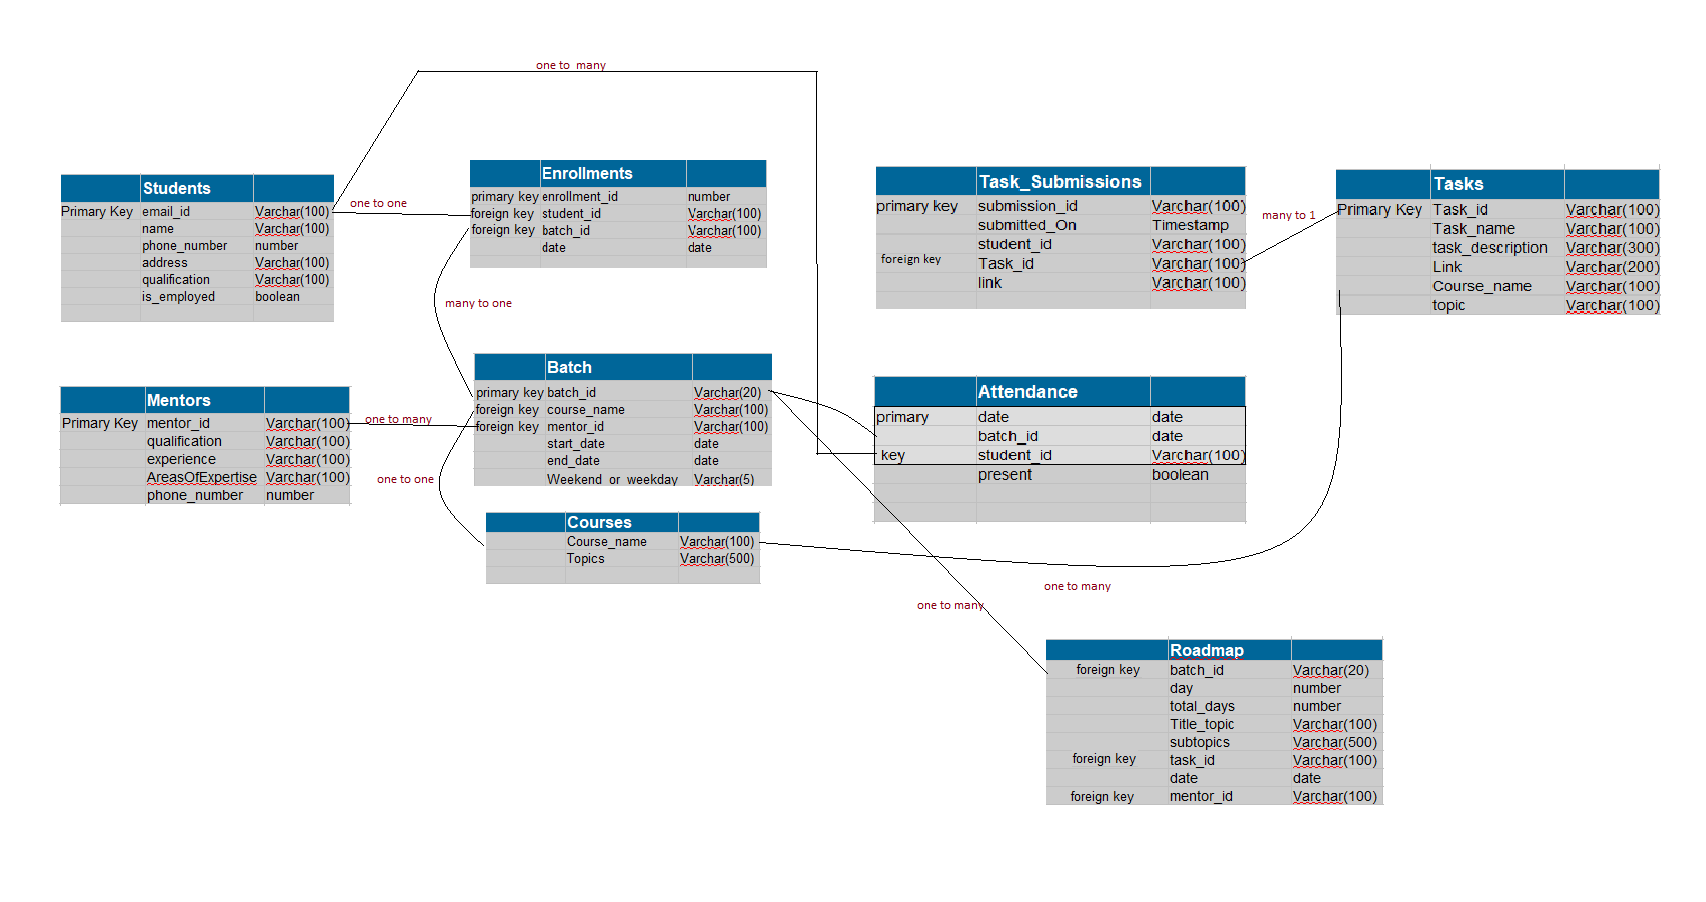 one to many
Students
Primary Key email_id Varchar(100)
name Varchar(100)
phone_number number
address Varchar(100)
qualification Varchar(100)
is_employed boolean
one to one
Enrollments
primary key enrollment_id number
foreign key student_id Varchar(100)
foreign key batch_id Varchar(100)
date date
many to one
Task_Submissions
primary key submission_id Varchar(100)
submitted_On Timestamp
student_id Varchar(100)
foreign key Task_id Varchar(100)
link Varchar(100)
many to 1
Tasks
Primary Key Task_id Varchar(100)
Task_name Varchar(100)
task_description Varchar(300)
Link Varchar(200)
Course_name Varchar(100)
topic Varchar(100)
Mentors
Primary Key mentor_id Varchar(100)
qualification Varchar(100)
experience Varchar(100)
AreasOfExpertise Varchar(100)
phone_number number
one to many
one to one
Batch
primary key batch_id Varchar(20)
foreign key course_name Varchar(100)
foreign key mentor_id Varchar(100)
start_date date
end_date date
Weekend_or_weekday Varchar(5)
Attendance
primary date date
batch_id date
key student_id Varchar(100)
present boolean
Courses
Course_name Varchar(100)
Topics Varchar(500)
one to many
one to many
Roadmap
foreign key batch_id Varchar(20)
day number
total_days number
Title_topic Varchar(100)
subtopics Varchar(500)
foreign key task_id Varchar(100)
date date
foreign key mentor_id Varchar(100)